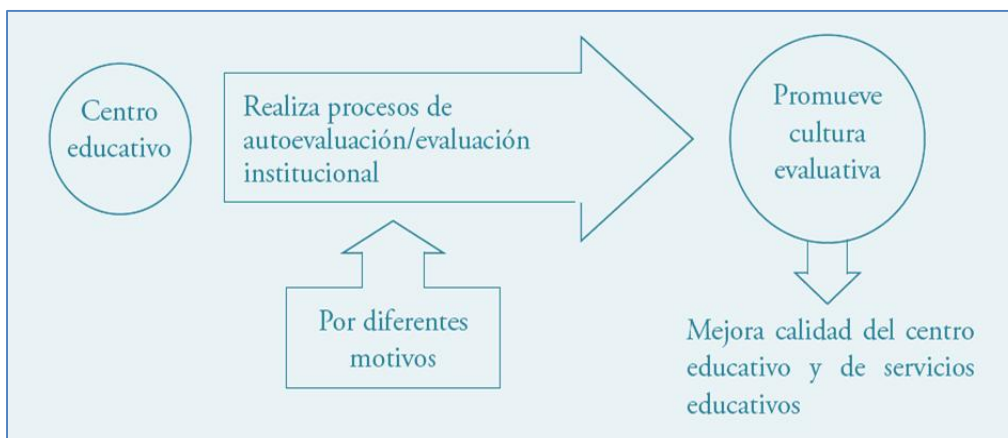 Centro
educativo
Realiza procesos de
autoevaluación/evaluación
institucional
Promueve
cultura
evaluativa
Por diferentes
motivos
Mejora calidad del centro
educativo y de servicios
educativos